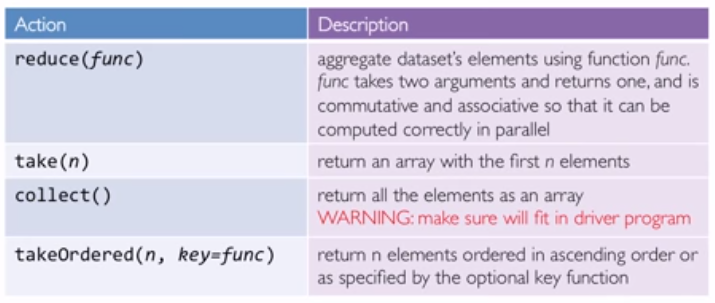 Action Description
reduce(func) aggregate dataset's elements using function func.
func takes two arguments and returns one, and is
commutative and associative so that it can be
computed correctly in parallel
take(n) return an array with the first n elements
collect() return all the elements as an array
WARNING: make sure will fit in driver program
takeOrdered(n, key=func) return n elements ordered in ascending order or
as specified by the optional key function